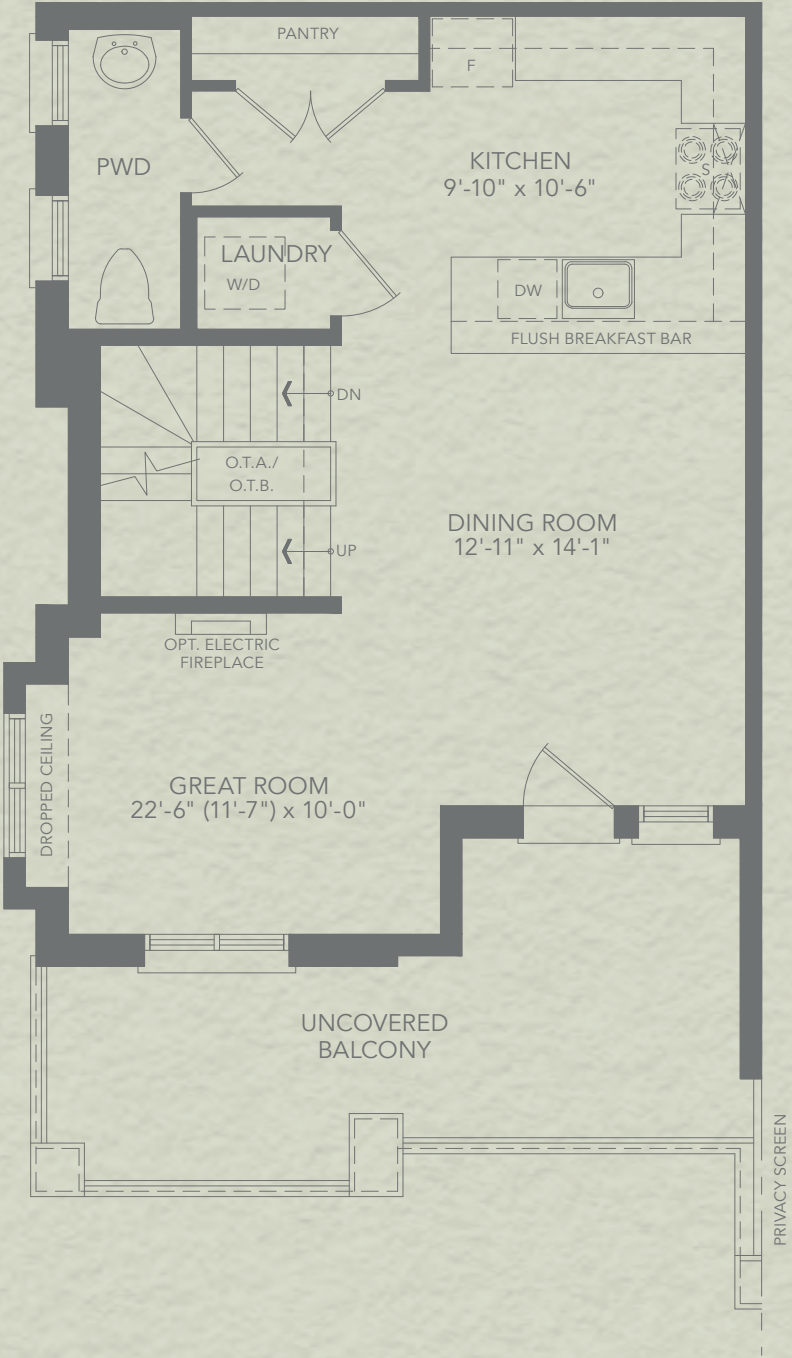 PANTRY
F
PWD
KITCHEN
9'-10" x 10'-6"
S
LAUNDRY
W/D
DW
FLUSH BREAKFAST BAR
DN
O.T.A./
O.T.B.
UP
DINING ROOM
12'-11" x 14'-1"
OPT. ELECTRIC
FIREPLACE
DROPPED CEILING
GREAT ROOM
22'-6" (11'-7") x 10'-0"
UNCOVERED
BALCONY
PRIVACY SCREEN